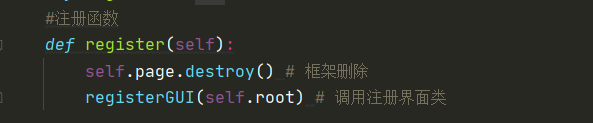 #注册函数
def register(self):
self.page.destroy() # 框架删除
registerGUI(self.root) # 调用注册界面类